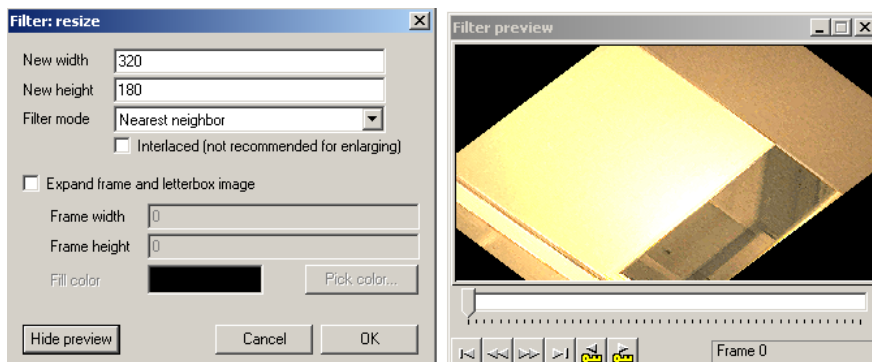 Filter: resize
New width 320
New height 180
Filter mode Nearest neighbor
Interlaced (not recommended for enlarging)
Expand frame and letterbox image
Frame width 0
Frame height 0
Fill color Pick color...
Hide preview Cancel OK
Filter preview
Frame 0